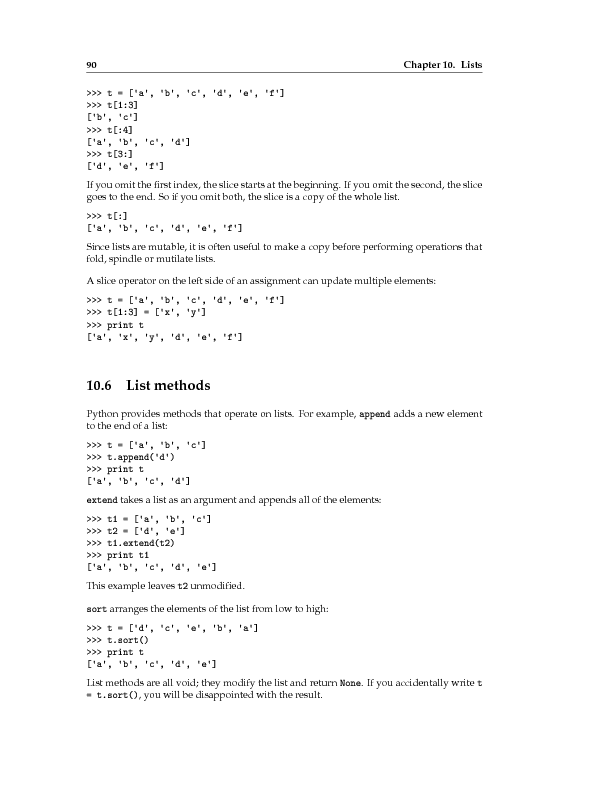 90 Chapter 10. Lists
>>> t = ['a', 'b', 'c', 'd', 'e', 'f']
>>> t[1:3]
['b', 'c']
>>> t[:4]
['a', 'b', 'c', 'd']
>>> t[3:]
['d', 'e', 'f']
If you omit the first index, the slice starts at the beginning. If you omit the second, the slice
goes to the end. So if you omit both, the slice is a copy of the whole list.
>>> t[:]
['a', 'b', 'c', 'd', 'e', 'f']
Since lists are mutable, it is often useful to make a copy before performing operations that
fold, spindle or mutilate lists.
A slice operator on the left side of an assignment can update multiple elements:
>>> t = ['a', 'b', 'c', 'd', 'e', 'f']
>>> t[1:3] = ['x', 'y']
>>> print t
['a', 'x', 'y', 'd', 'e', 'f']
10.6 List methods
Python provides methods that operate on lists. For example, append adds a new element
to the end of a list:
>>> t = ['a', 'b', 'c']
>>> t.append('d')
>>> print t
['a', 'b', 'c', 'd']
extend takes a list as an argument and appends all of the elements:
>>> t1 = ['a', 'b', 'c']
>>> t2 = ['d', 'e']
>>> t1.extend(t2)
>>> print t1
['a', 'b', 'c', 'd', 'e']
This example leaves t2 unmodified.
sort arranges the elements of the list from low to high:
>>> t = ['d', 'c', 'e', 'b', 'a']
>>> t.sort()
>>> print t
['a', 'b', 'c', 'd', 'e']
List methods are all void; they modify the list and return None. If you accidentally write t
= t.sort(), you will be disappointed with the result.